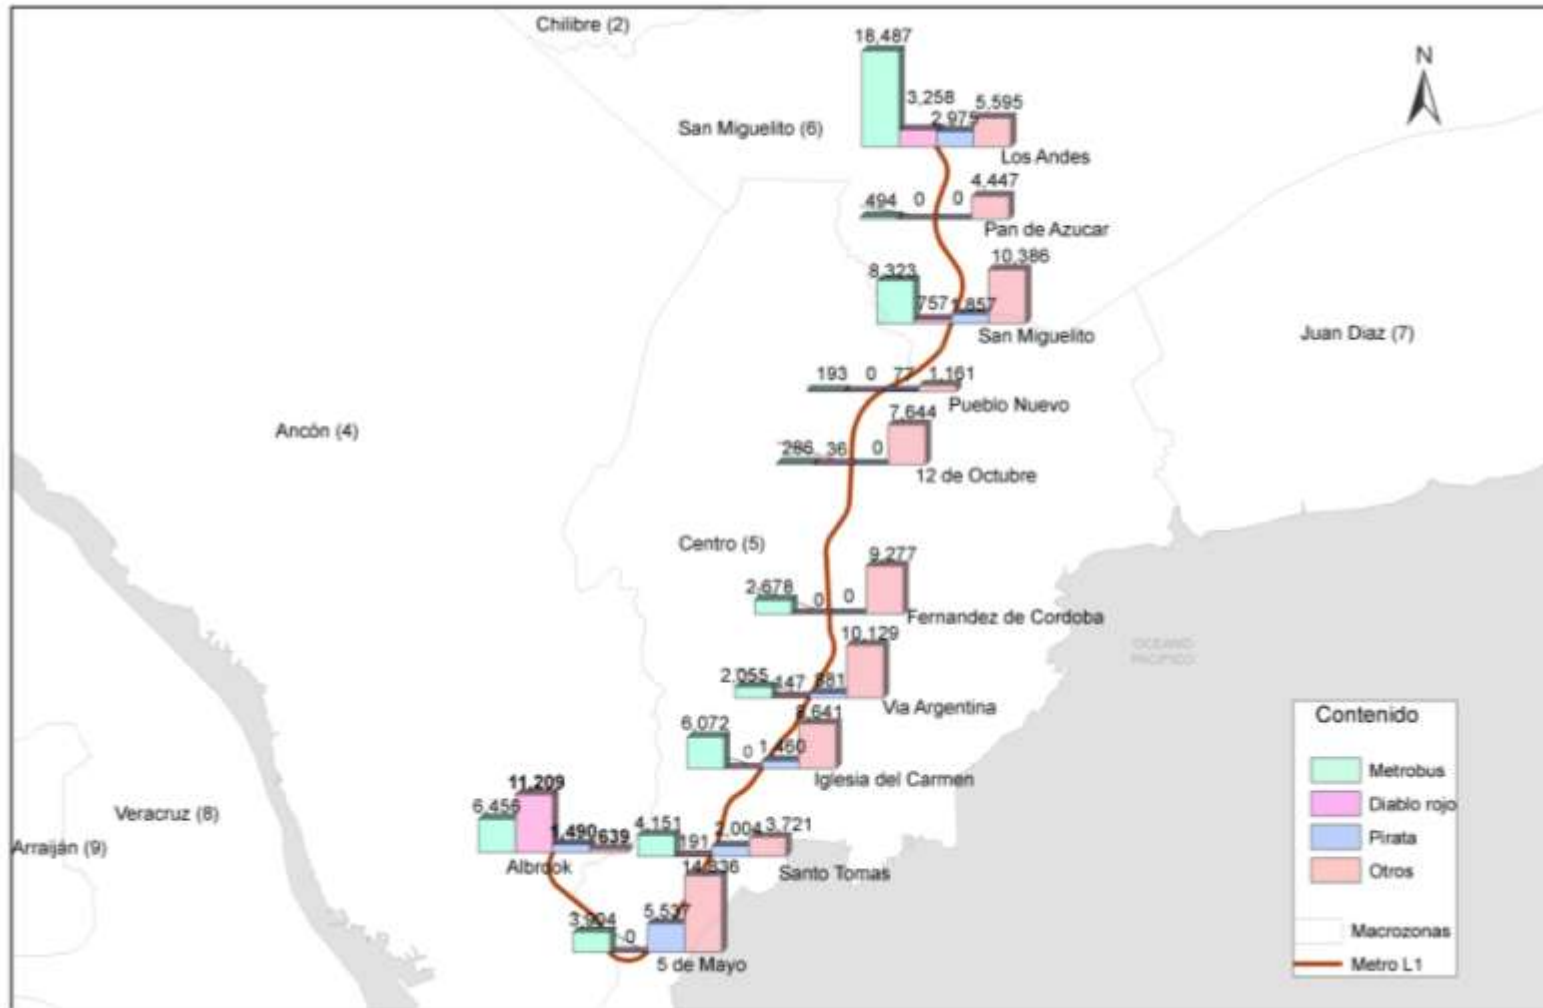 Chilibre (2)
18,487
N
3,258
2,975
5,595
San Miguelito (6)
Los Andes
4,447
494
0
0
Pan de Azucar
10,386
8,323
757
1,857
San Miguelito
Juan Diaz (7)
193
0
77
1,161
Pueblo Nuevo
Ancón (4)
7,644
286
36
0
12 de Octubre
Centro (5)
9,277
2,678
0
0
Fernandez de Cordoba
10,129
OCEANO
PACIFICO
2,055
147
881
Via Argentina
6,072
0
1,460
Iglesia del Carmen
11,209
6,456
1,490
639
Albrook
4,151
191
2,004
3,721
Santo Tomas
Veracruz (8)
Arraiján (9)
14,336
0
5,537
5 de Mayo
Contenido
Metrobus
Diablo rojo
Pirata
Otros
Macrozonas
Metro L1